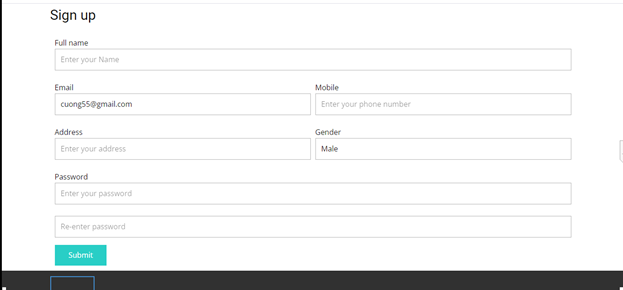 Sign up
Full name
Enter your Name
Email Mobile
cuong55@gmail.com Enter your phone number
Address Gender
Enter your address Male
Password
Enter your password
Re-enter password
Submit